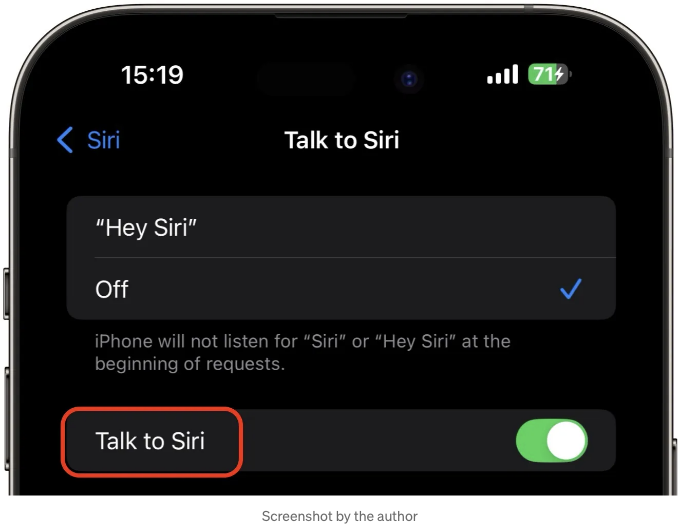 15:19
71
Siri
Talk to Siri
“Hey Siri”
Off
iPhone will not listen for “Siri” or “Hey Siri” at the
beginning of requests.
Talk to Siri
Screenshot by the author